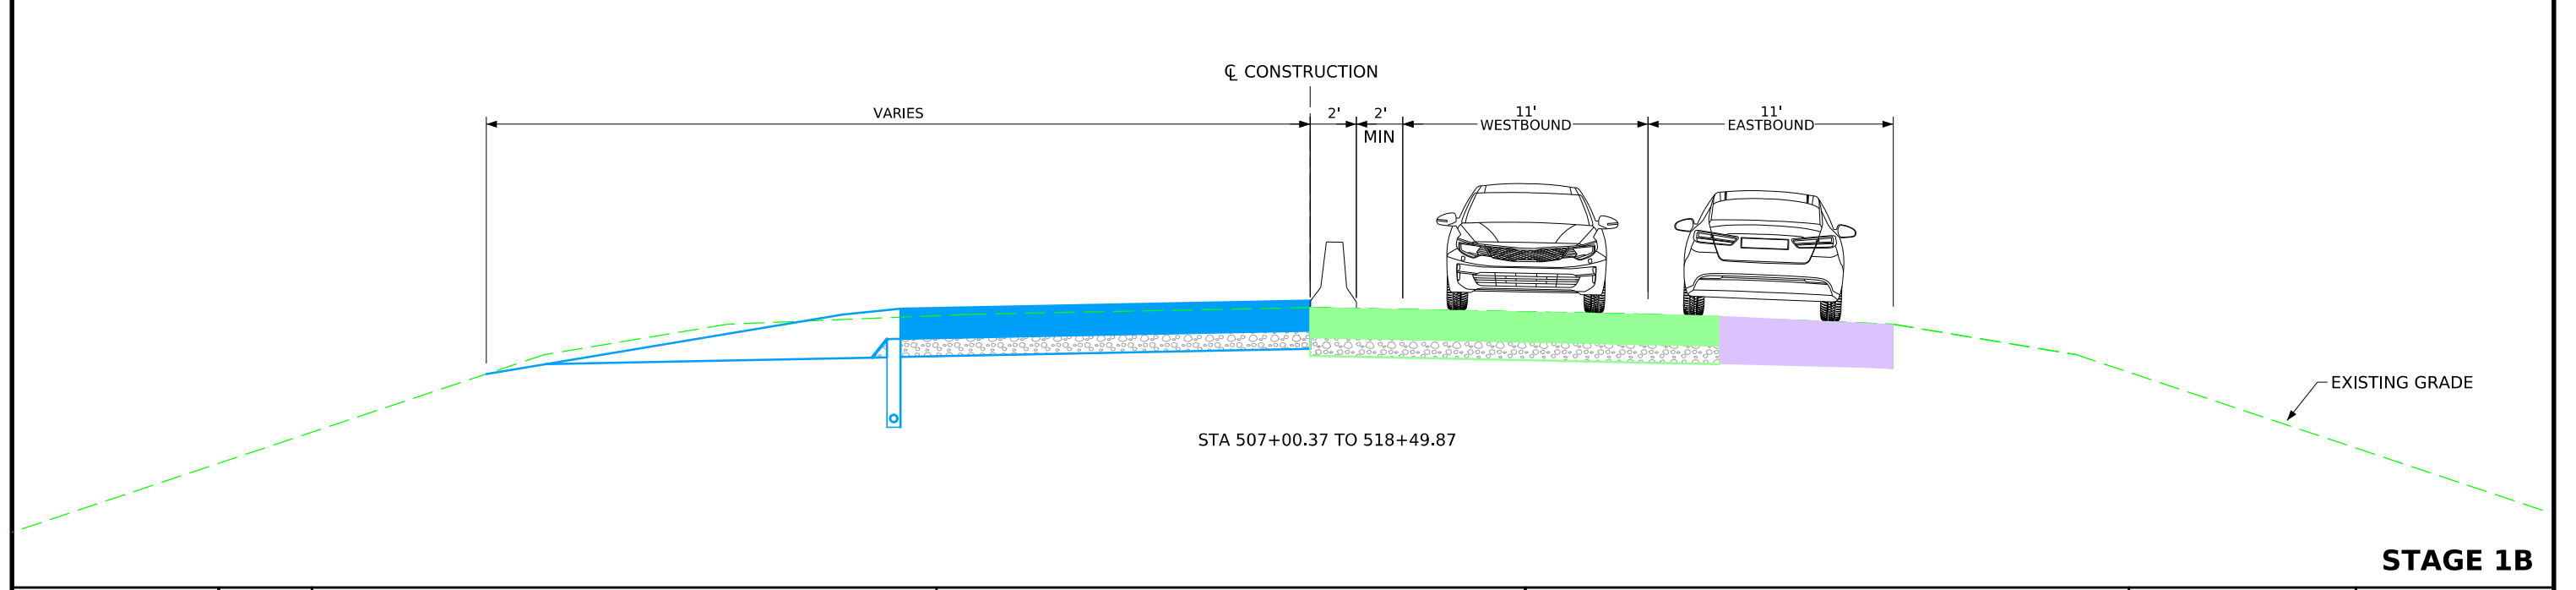 ℄ CONSTRUCTION
VARIES
2'
2'
MIN
11'
WESTBOUND
11'
EASTBOUND
EXISTING GRADE
STA 507+00.37 TO 518+49.87
STAGE 1B